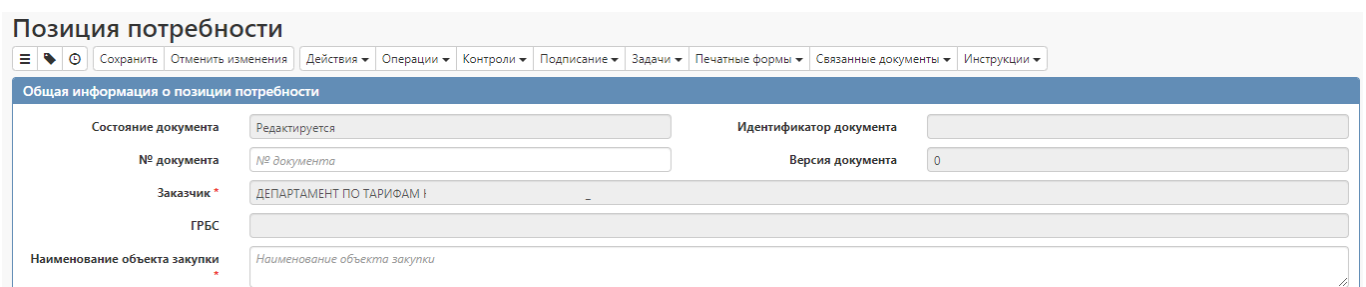 Позиция потребности
Сохранить Отменить изменения Действия Операции Контроли Подписание Задачи Печатные формы Связанные документы Инструкции
Общая информация о позиции потребности
Состояние документа Редактируется Идентификатор документа
№ документа № документа Версия документа 0
Заказчик * ДЕПАРТАМЕНТ ПО ТАРИФАМ
ГРБС
Наименование объекта закупки Наименование объекта закупки
*